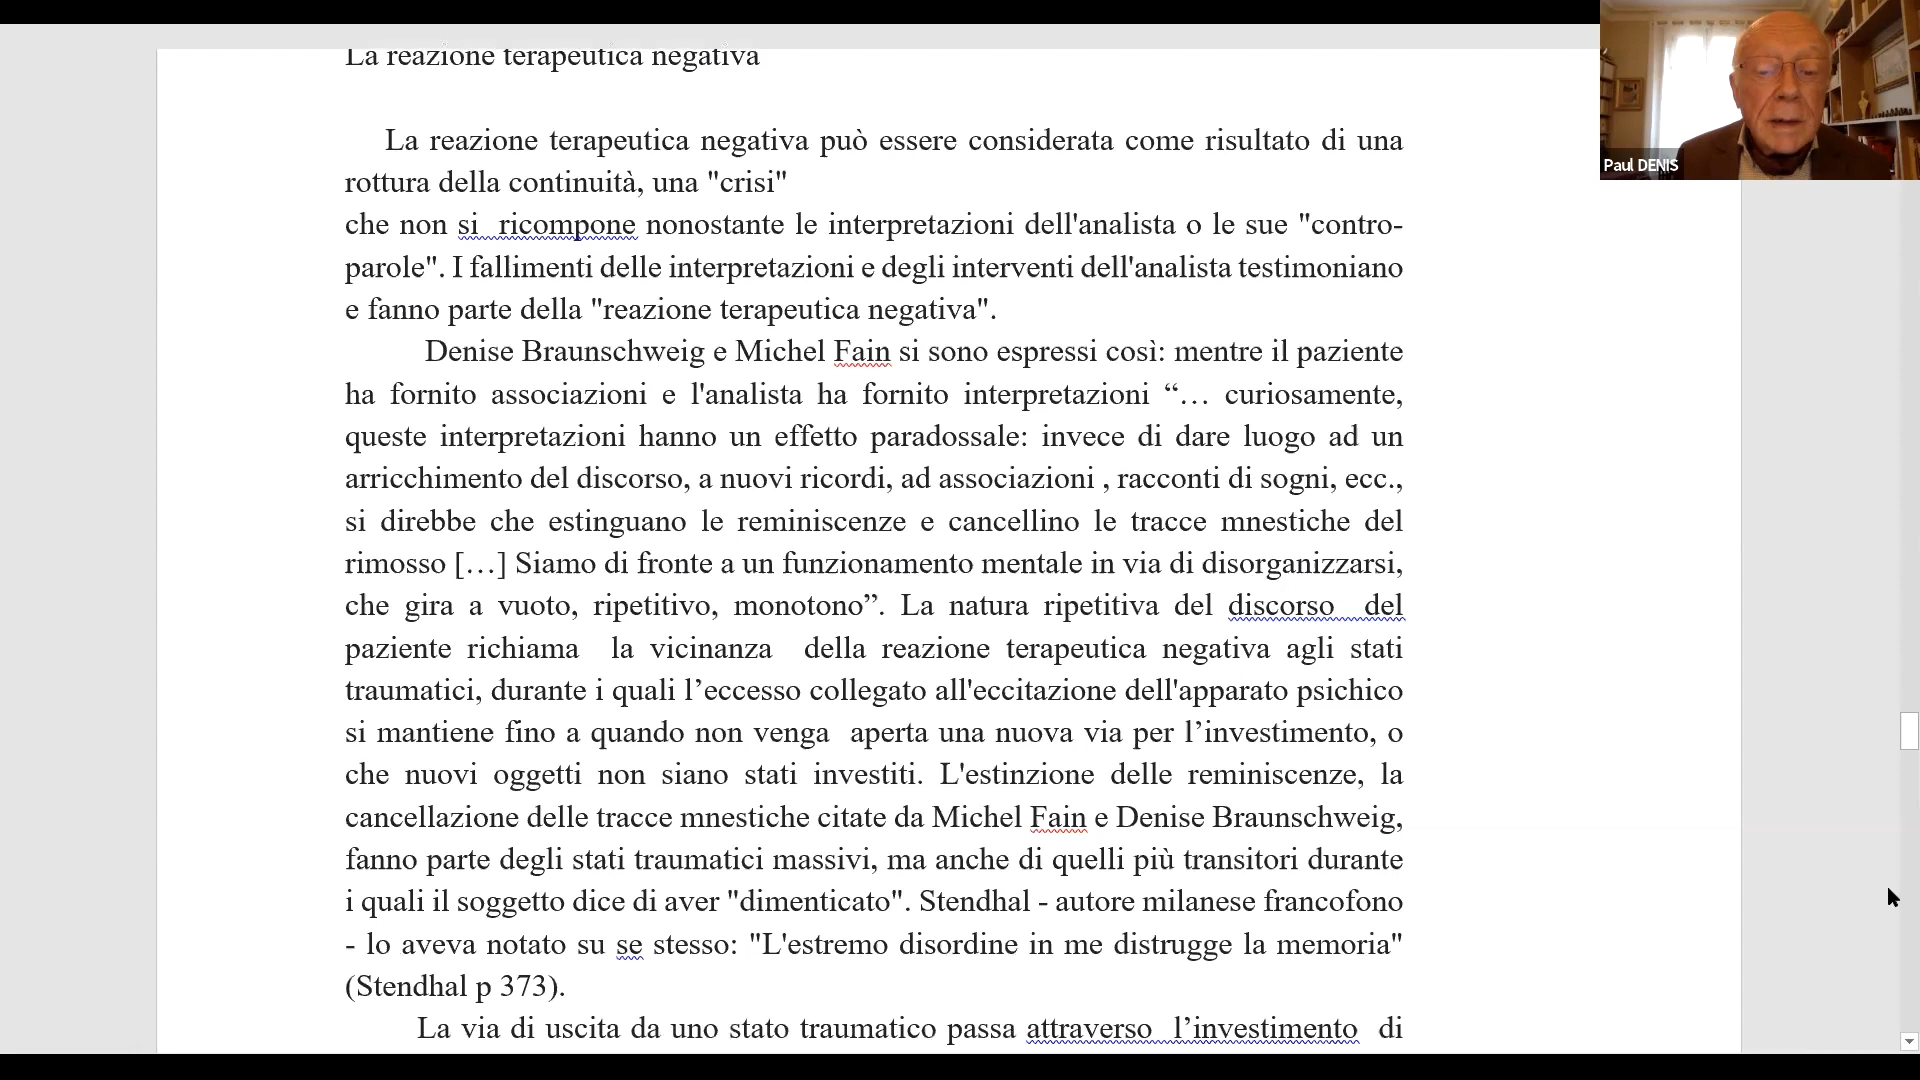 La reazione terapeutica negativa
La reazione terapeutica negativa può essere considerata come risultato di una
rottura della continuità, una "crisi"
che non si ricompone nonostante le interpretazioni dell'analista o le sue "contro-
parole". I fallimenti delle interpretazioni e degli interventi dell'analista testimoniano
e fanno parte della "reazione terapeutica negativa".
Denise Braunschweig e Michel Fain si sono espressi così: mentre il paziente
ha fornito associazioni e l'analista ha fornito interpretazioni “… curiosamente,
queste interpretazioni hanno un effetto paradossale: invece di dare luogo ad un
arricchimento del discorso, a nuovi ricordi, ad associazioni , racconti di sogni, ecc.,
si direbbe che estinguano le reminiscenze e cancellino le tracce mnestiche del
rimosso […] Siamo di fronte a un funzionamento mentale in via di disorganizzarsi,
che gira a vuoto, ripetitivo, monotono”. La natura ripetitiva del discorso del
paziente richiama la vicinanza della reazione terapeutica negativa agli stati
traumatici, durante i quali l’eccesso collegato all'eccitazione dell'apparato psichico
si mantiene fino a quando non venga aperta una nuova via per l’investimento, o
che nuovi oggetti non siano stati investiti. L'estinzione delle reminiscenze, la
cancellazione delle tracce mnestiche citate da Michel Fain e Denise Braunschweig,
fanno parte degli stati traumatici massivi, ma anche di quelli più transitori durante
i quali il soggetto dice di aver "dimenticato". Stendhal - autore milanese francofono
- lo aveva notato su se stesso: "L'estremo disordine in me distrugge la memoria"
(Stendhal p 373).
La via di uscita da uno stato traumatico passa attraverso l’investimento di
Paul DENIS